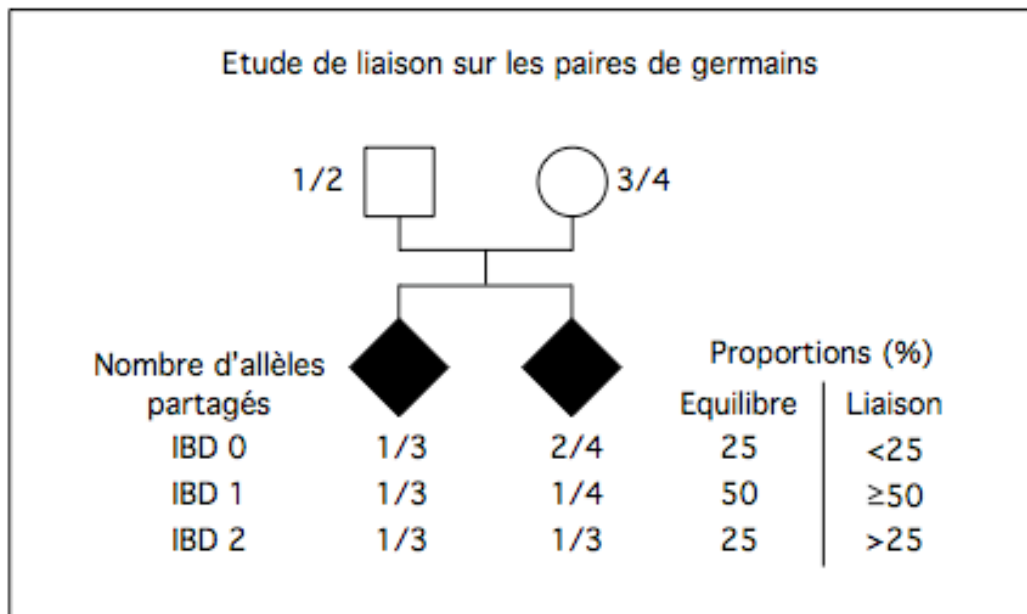 Etude de liaison sur les paires de germains
1/2 3/4
Nombre d'allèles
partagés
Proportions (%)
Equilibre Liaison
IBD 0 1/3 2/4 25 <25
IBD 1 1/3 1/4 50 ≥50
IBD 2 1/3 1/3 25 >25